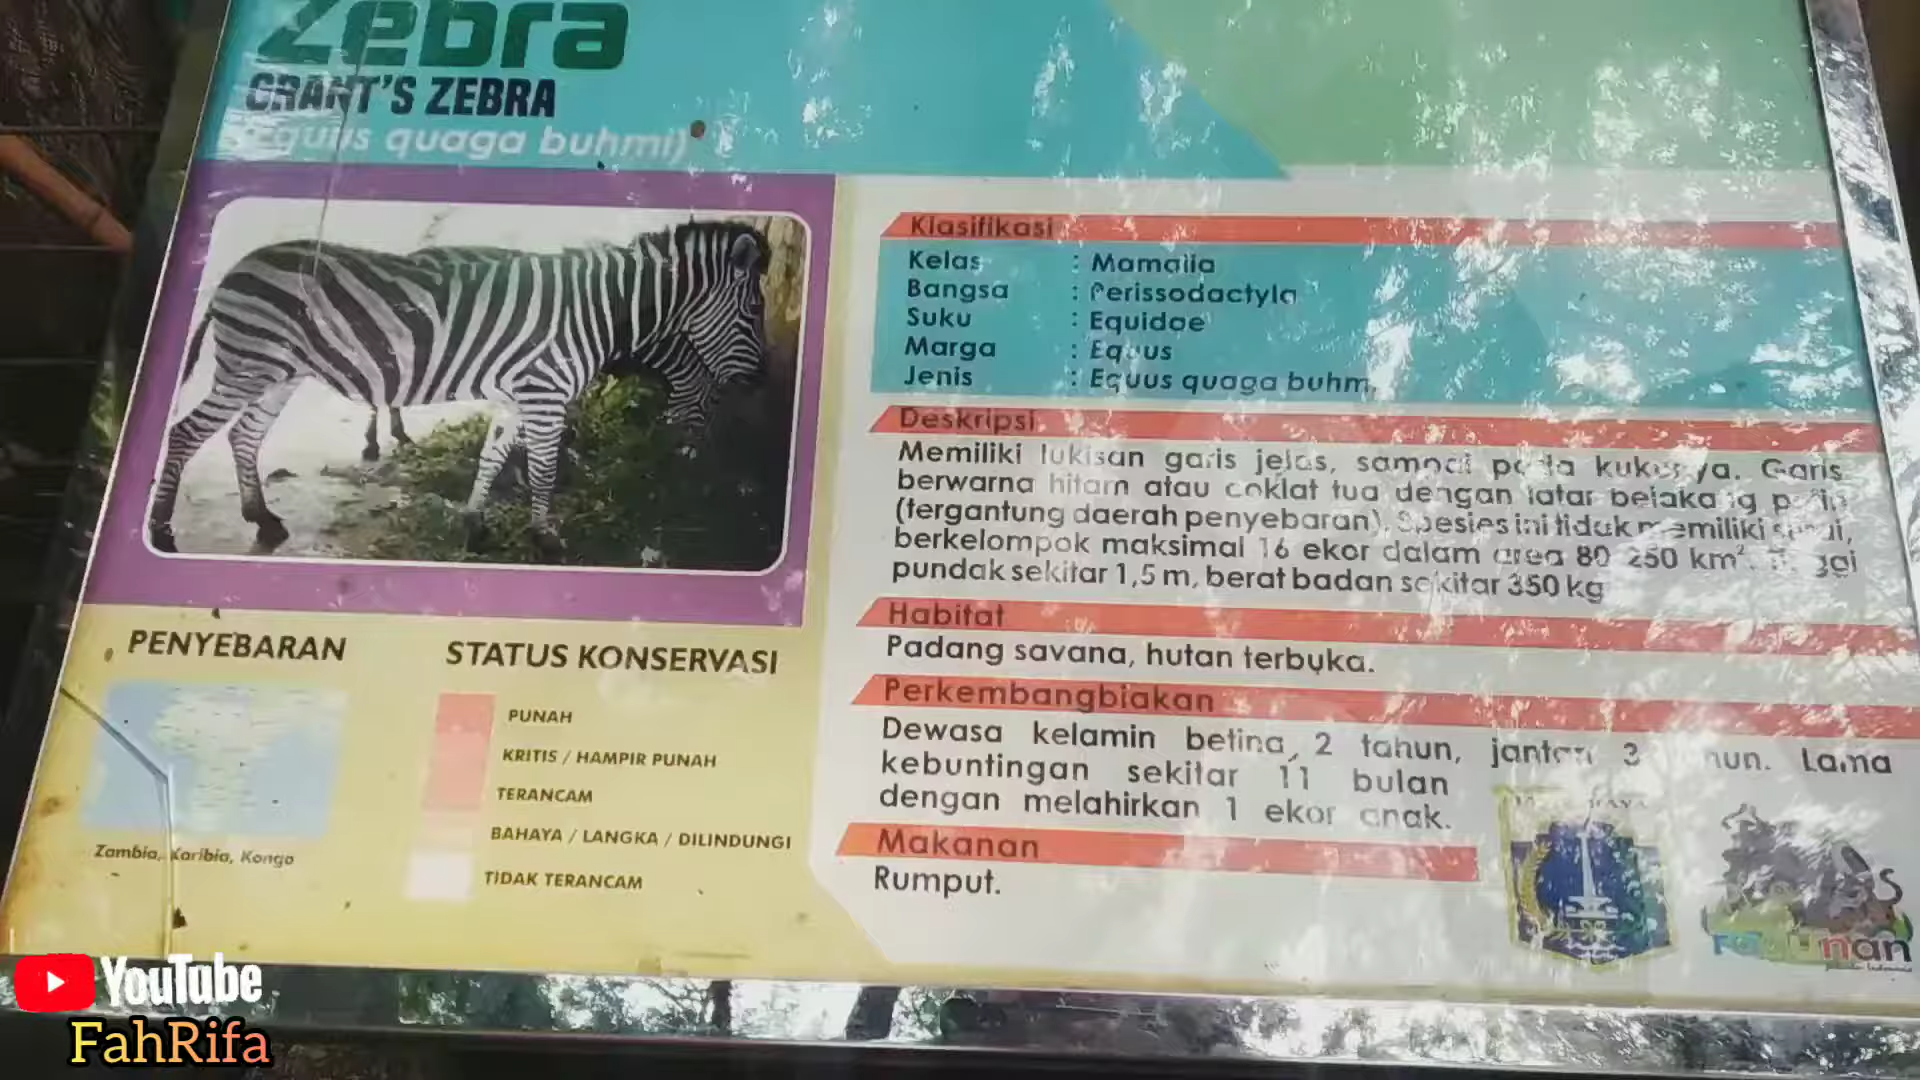 Zebra
GRANT'S ZEBRA
(Equus quaga buhmi)
Klasifikasi
Kelas : Mamalia
Bangsa : Perissodactyla
Suku : Equidae
Marga : Equus
Jenis : Equus quaga buhm
Deskripsi
Memiliki lukisan garis jelas, sampai pada kukunya. Garis
berwarna hitam atau coklat tua dengan latar belakang
(tergantung daerah penyebaran). Spesies ini tiduk memiliki
berkelompok maksimal 16 ekor dalam area 80 250 km². Tinggi
pundak sekitar 1,5 m, berat badan sekitar 350 kg
Habitat
Padang savana, hutan terbuka.
Perkembangbiakan
Dewasa kelamin betina 2 tahun, jantan 3 tahun. Lama
kebuntingan sekitar 11 bulan
dengan melahirkan 1 ekor anak.
Makanan
Rumput.
PENYEBARAN
Zambia, Karibia, Kongo
STATUS KONSERVASI
PUNAH
KRITIS / HAMPIR PUNAH
TERANCAM
BAHAYA / LANGKA / DILINDUNGI
TIDAK TERANCAM
YouTube
FahRifa